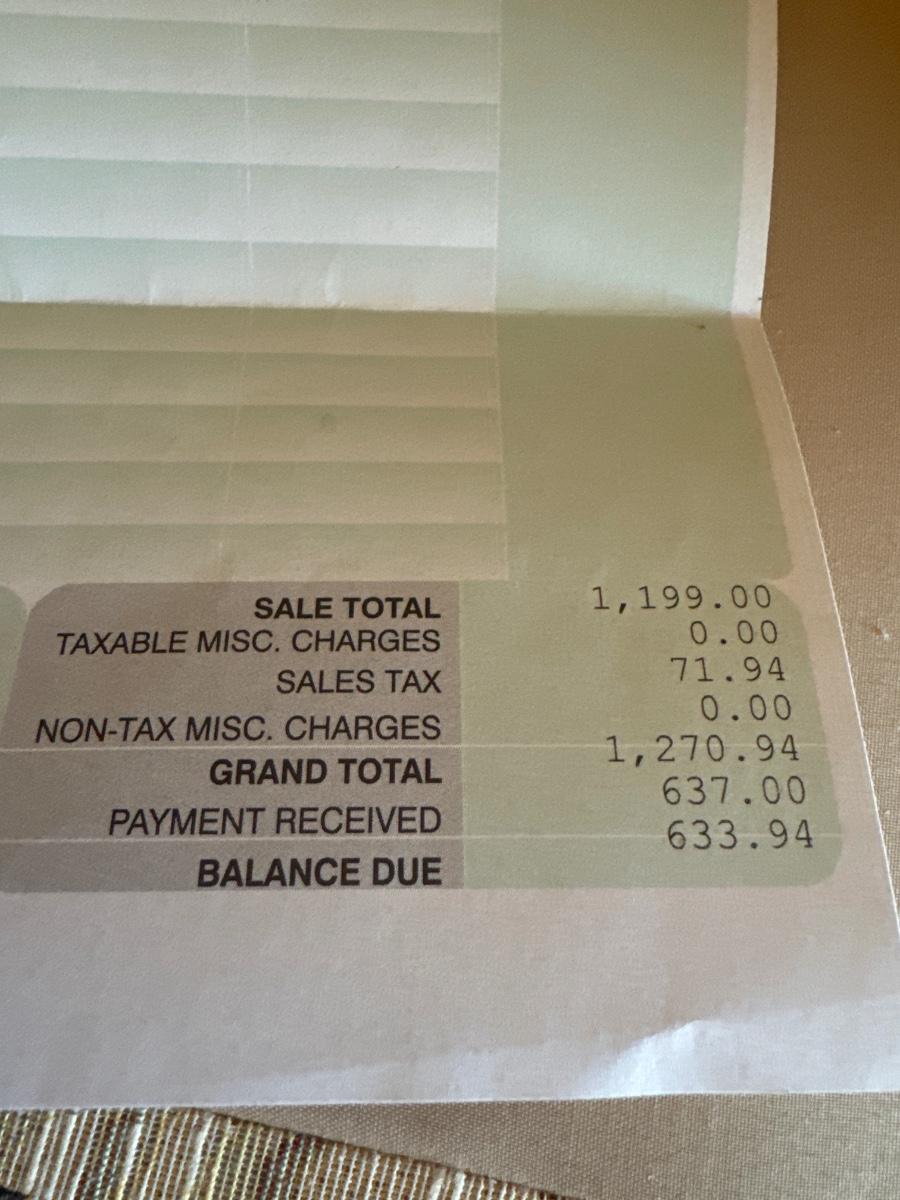 SALE TOTAL 1,199.00
TAXABLE MISC. CHARGES 0.00
SALES TAX 71.94
NON-TAX MISC. CHARGES 0.00
GRAND TOTAL 1,270.94
PAYMENT RECEIVED 637.00
BALANCE DUE 633.94